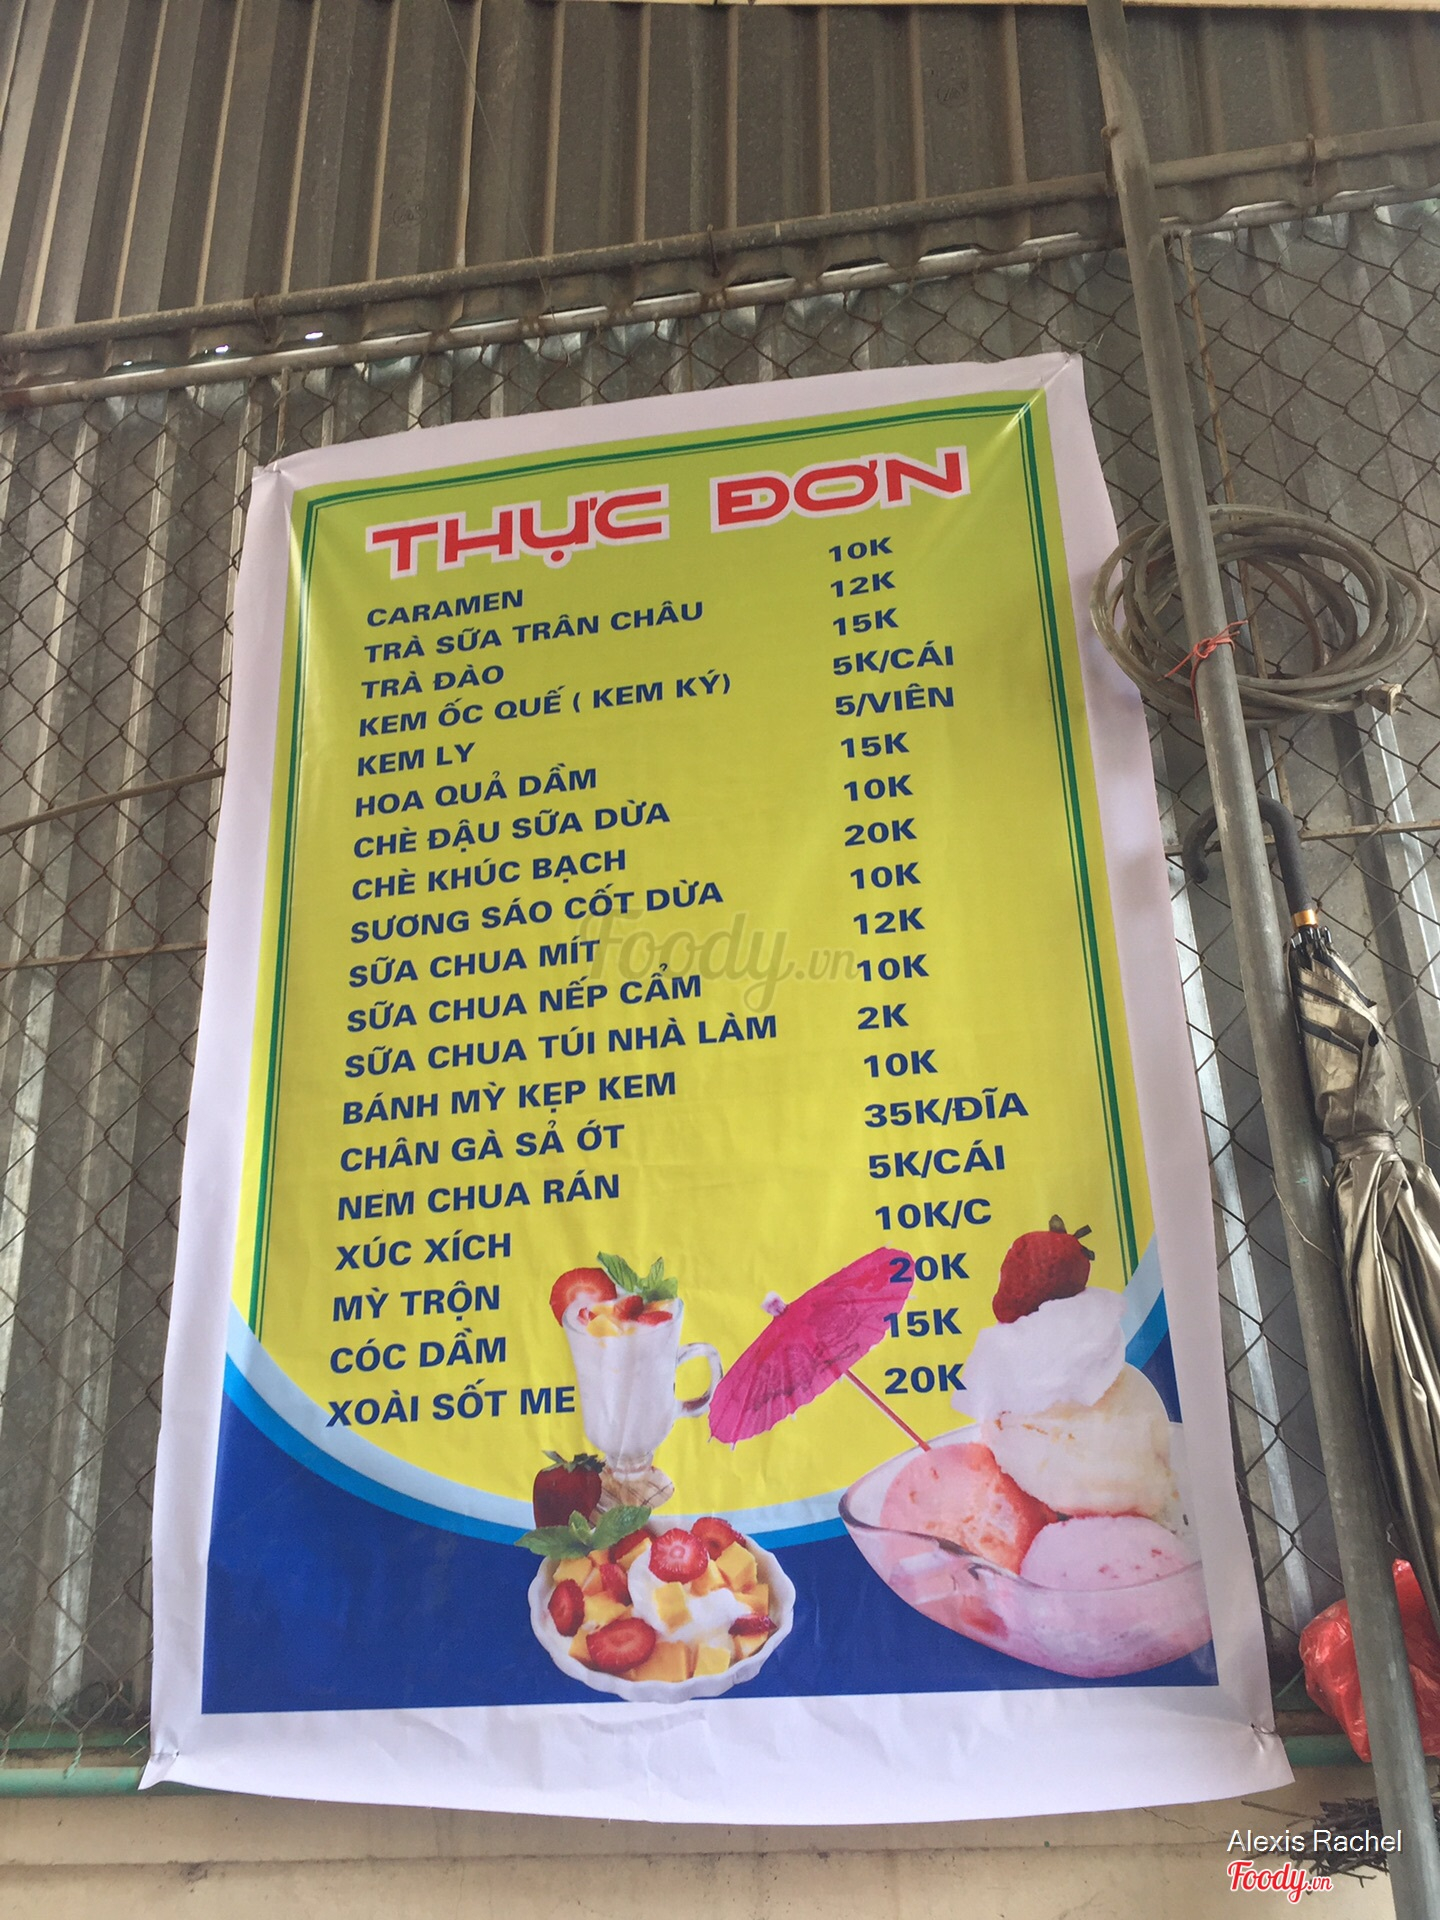 THỰC ĐƠN
CARAMEN 10K
TRÀ SỮA TRÂN CHÂU 12K
TRÀ ĐÀO 15K
KEM ỐC QUẾ ( KEM KÝ) 5K/CÁI
KEM LY 5/VIÊN
HOA QUẢ DẦM 15K
CHÈ ĐẬU SỮA DỪA 10K
CHÈ KHÚC BẠCH 20K
SƯƠNG SÁO CỐT DỪA 10K
SỮA CHUA MÍT 12K
SỮA CHUA NẾP CẨM 10K
SỮA CHUA TÚI NHÀ LÀM 2K
BÁNH MỲ KẸP KEM 10K
CHÂN GÀ SẢ ỚT 35K/ĐĨA
NEM CHUA RÁN 5K/CÁI
XÚC XÍCH 10K/C
MỲ TRỘN 20K
CÓC DẦM 15K
XOÀI SỐT ME 20K
Foody.vn
Alexis Rachel
Foody.vn